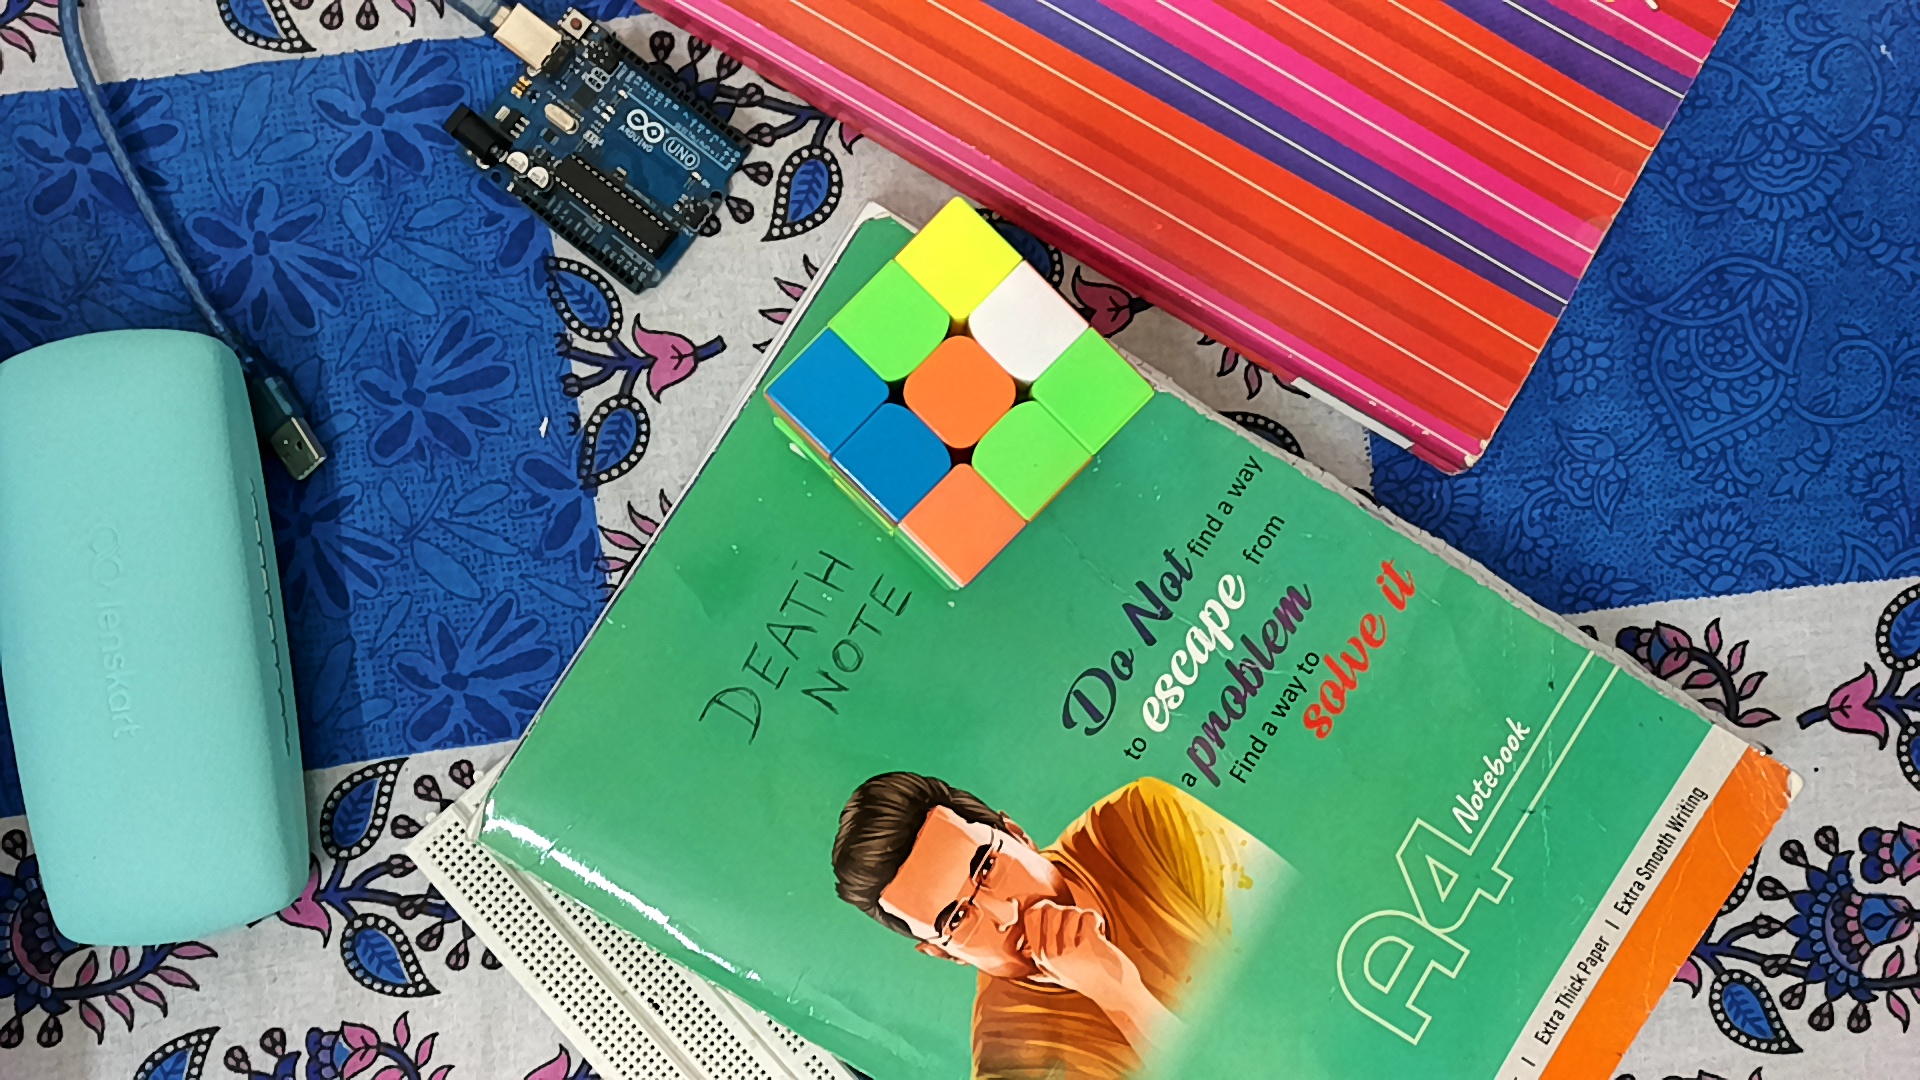 ARDUINO
UNO
lenskart
DEATH
NOTE
Do Not find a way
to escape from
a problem
Find a way to
solve it
A4 Notebook
Extra Thick Paper | Extra Smooth Writing